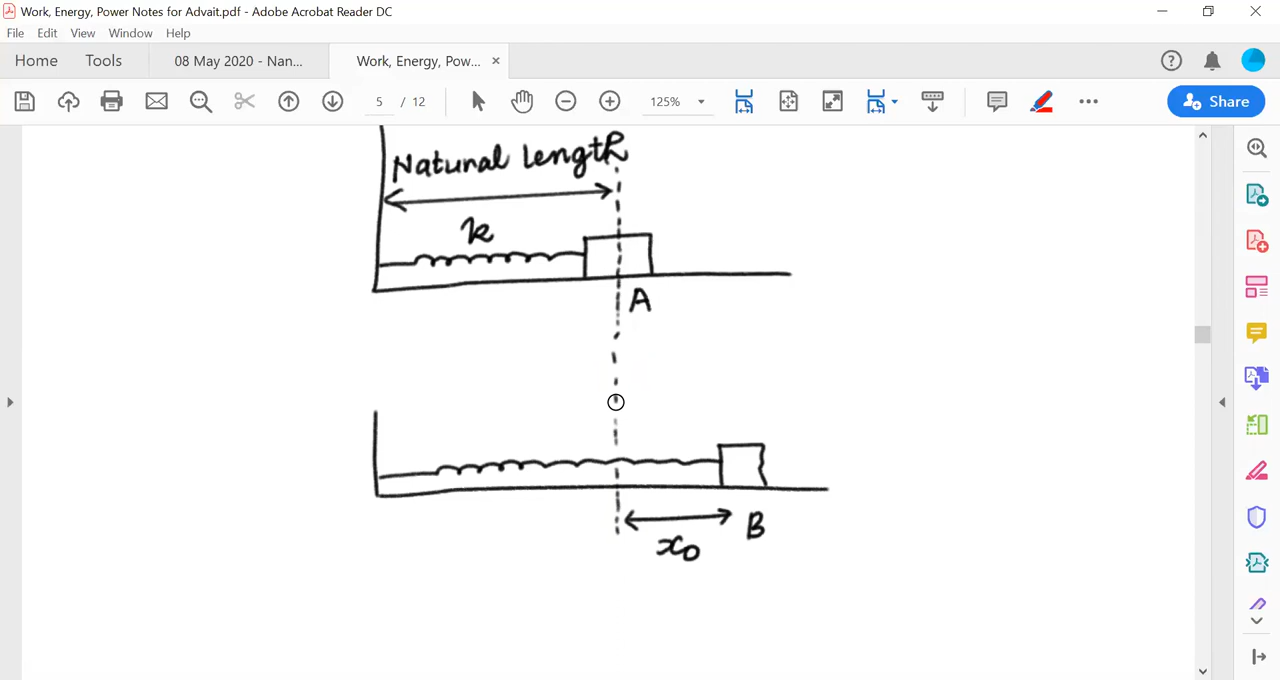 Work, Energy, Power Notes for Advait.pdf - Adobe Acrobat Reader DC
File Edit View Window Help
Home Tools 08 May 2020 - Nan... Work, Energy, Pow... ×
5 / 12 125% Share
Natural length
k
A
x0 B